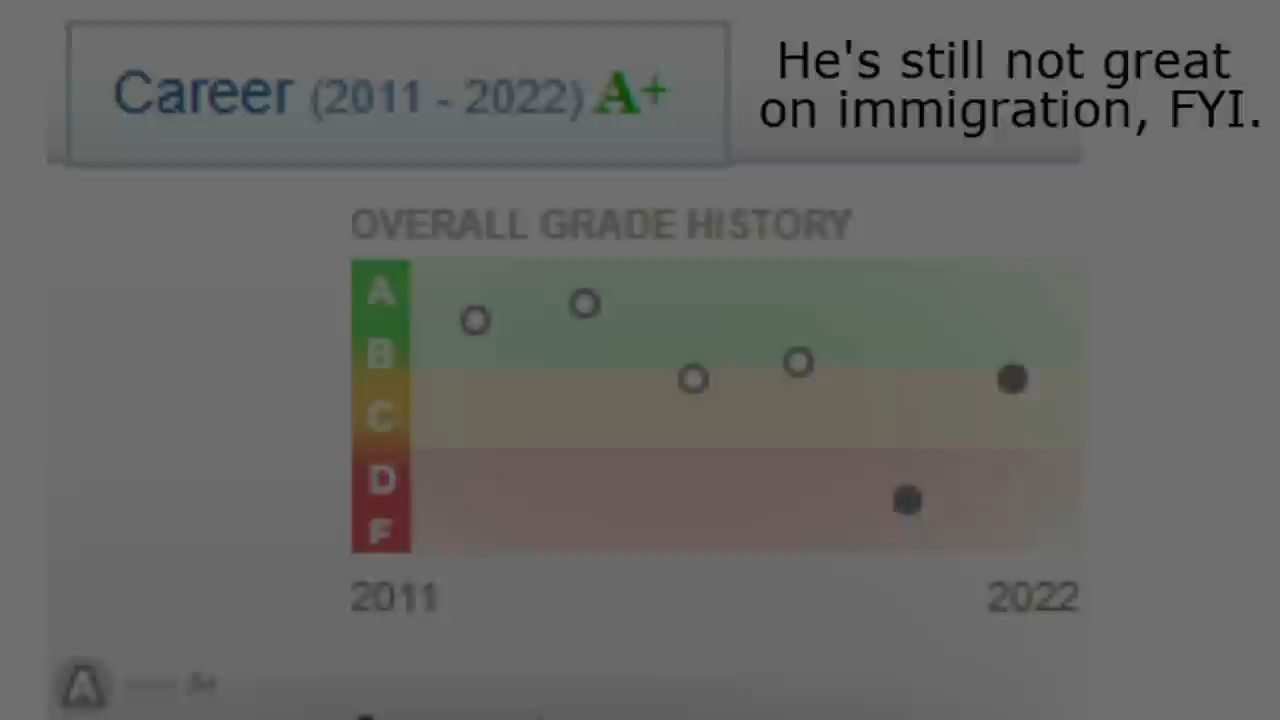 He's still not great
on immigration, FYI.
Career (2011 - 2022) A+
OVERALL GRADE HISTORY
A
B
C
D
F
2011 2022
A